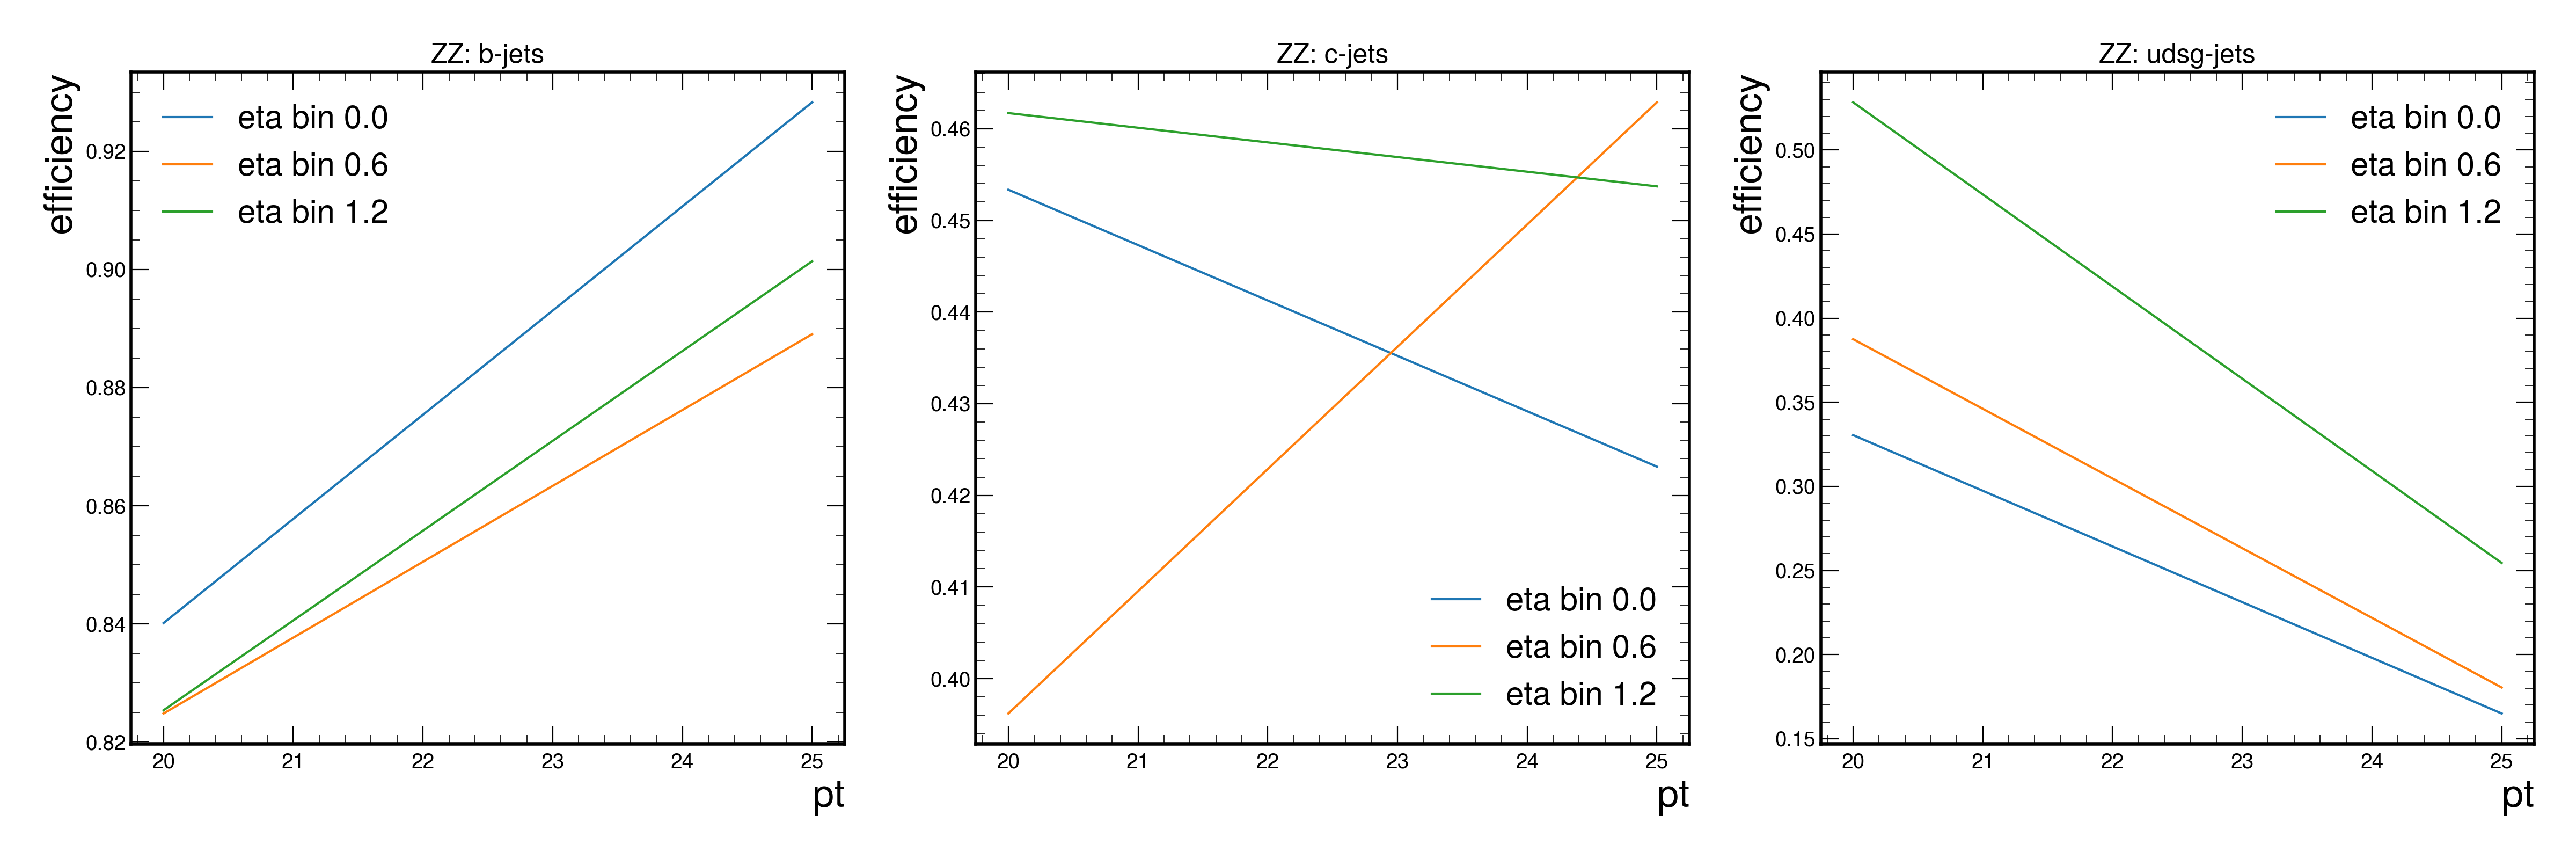 ZZ: b-jets
efficiency
eta bin 0.0
eta bin 0.6
eta bin 1.2
0.92
0.90
0.88
0.86
0.84
0.82
20 21 22 23 24 25
pt
ZZ: c-jets
efficiency
0.46
0.45
0.44
0.43
0.42
0.41
0.40
eta bin 0.0
eta bin 0.6
eta bin 1.2
20 21 22 23 24 25
pt
ZZ: udsg-jets
efficiency
eta bin 0.0
eta bin 0.6
eta bin 1.2
0.50
0.45
0.40
0.35
0.30
0.25
0.20
0.15
20 21 22 23 24 25
pt